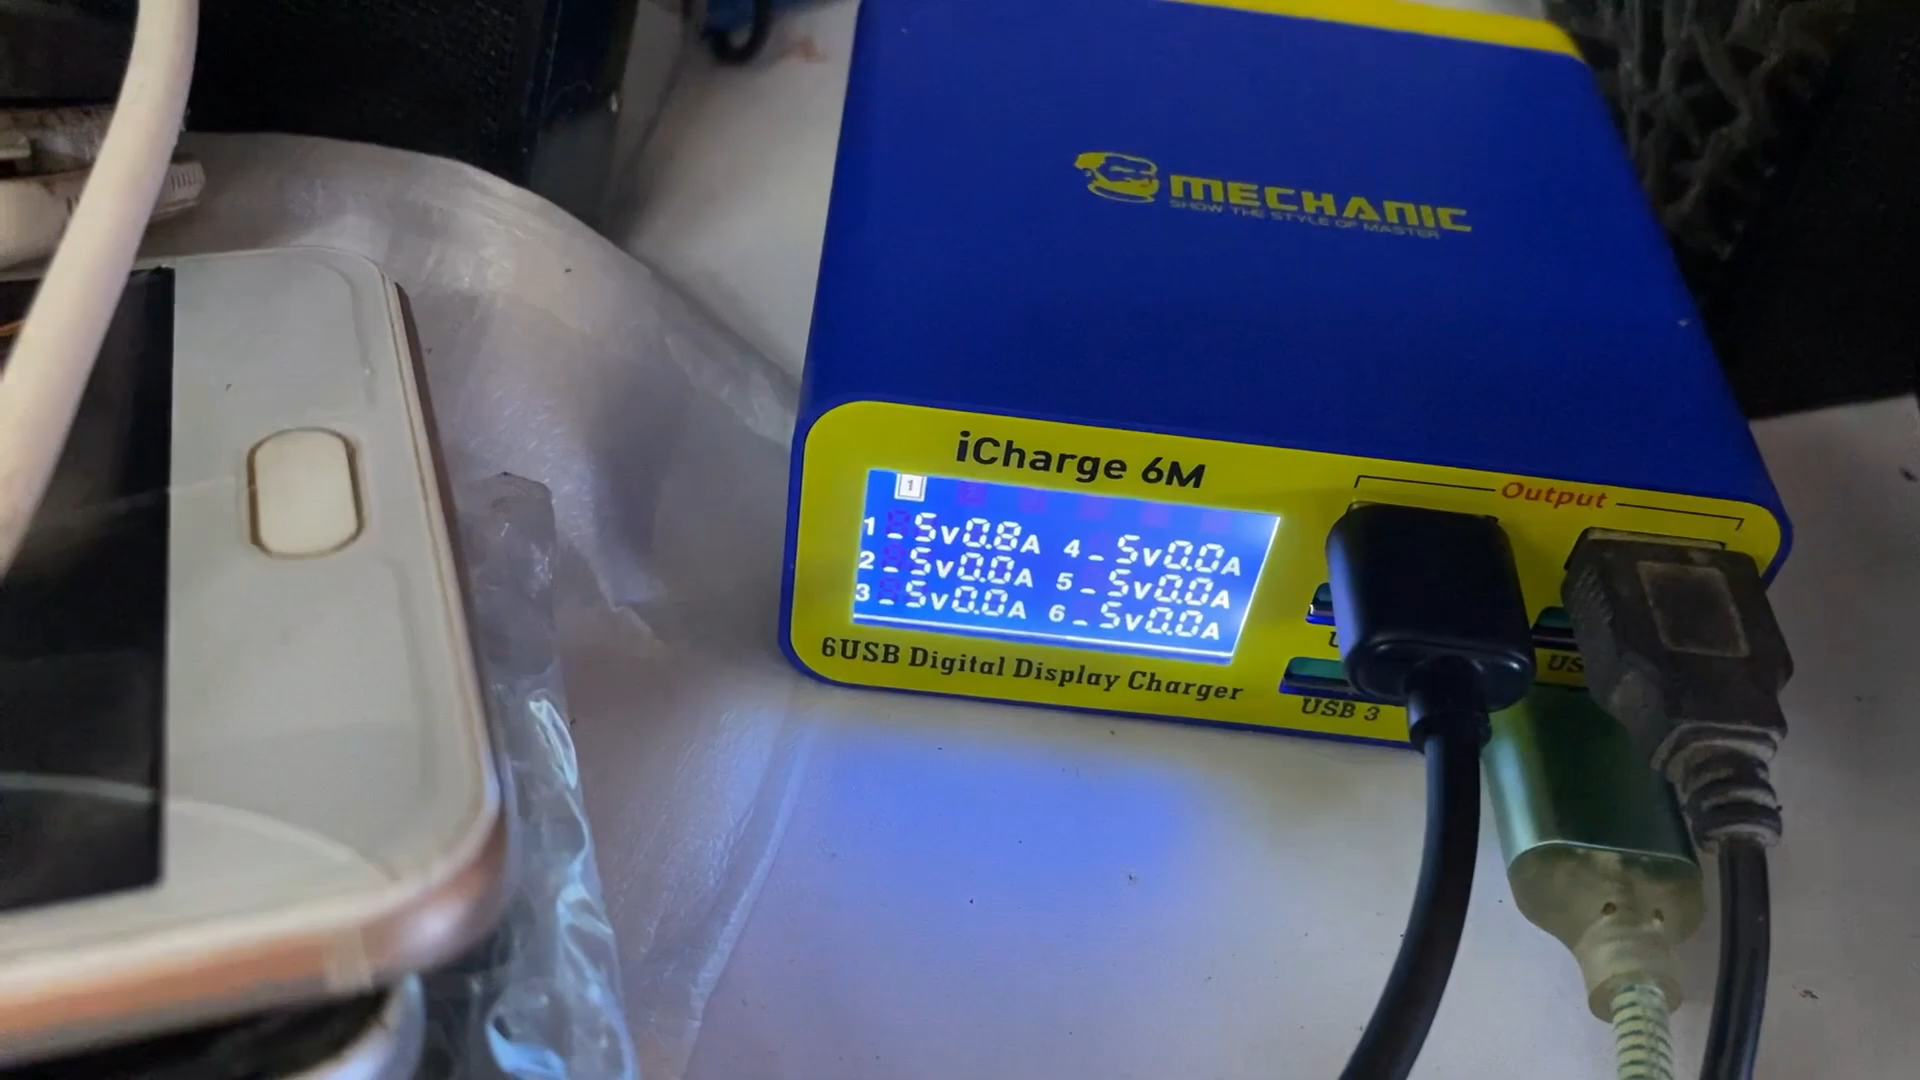 MECHANIC
SHOW THE STYLE OF MASTER
iCharge 6M
Output
1
1 - 5v0.8A 4 - 5v0.0A
2 - 5v0.0A 5 - 5v0.0A
3 - 5v0.0A 6 - 5v0.0A
6USB Digital Display Charger
USB 3